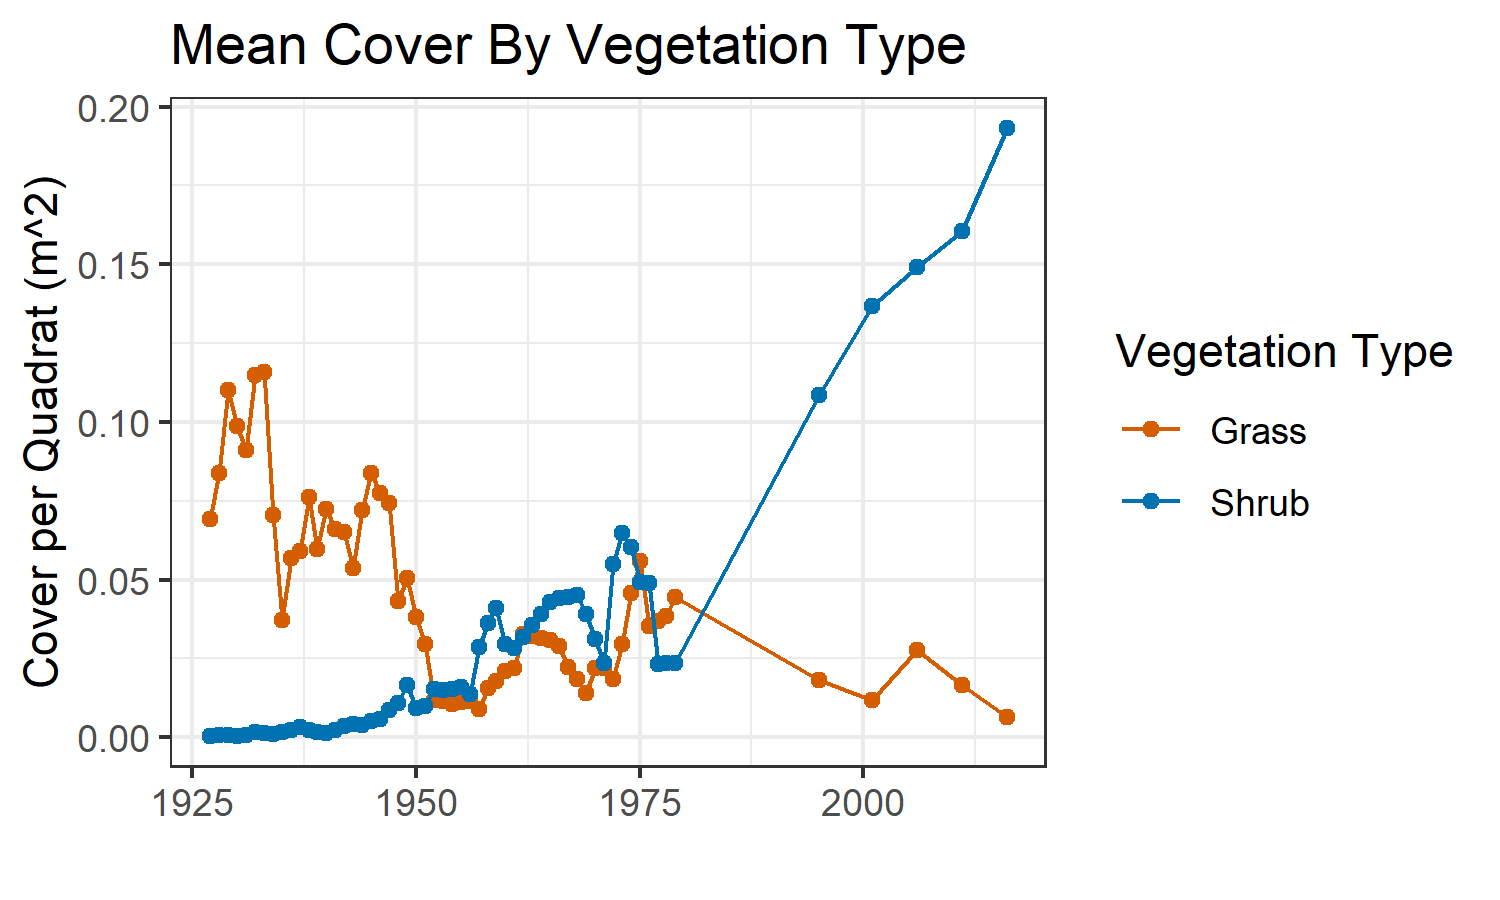 Mean Cover By Vegetation Type
Cover per Quadrat (m^2)
0.20
0.15
0.10
0.05
0.00
1925 1950 1975 2000
Vegetation Type
Grass
Shrub